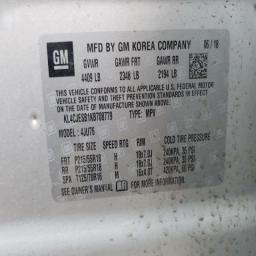 GM MFD BY GM KOREA COMPANY 06 / 18
GVWR GAWR FRT GAWR RR
4409 LB 2348 LB 2194 LB
THIS VEHICLE CONFORMS TO ALL APPLICABLE U.S. FEDERAL MOTOR
VEHICLE SAFETY, BUMPER, AND THEFT PREVENTION STANDARDS IN EFFECT
ON THE DATE OF MANUFACTURE SHOWN ABOVE.
TYPE: MPV
MODEL: 4JU76
TIRE SIZE SPEED RTG RIM COLD TIRE PRESSURE
FRT P215/55R18 H 18x7.0J 240KPA, 35 PSI
RR P215/55R18 H 18x7.0J 240KPA, 35 PSI
SPA T125/70R16 M 16x4.0T 420KPA, 60 PSI
SEE OWNER'S MANUAL FOR MORE INFORMATION.